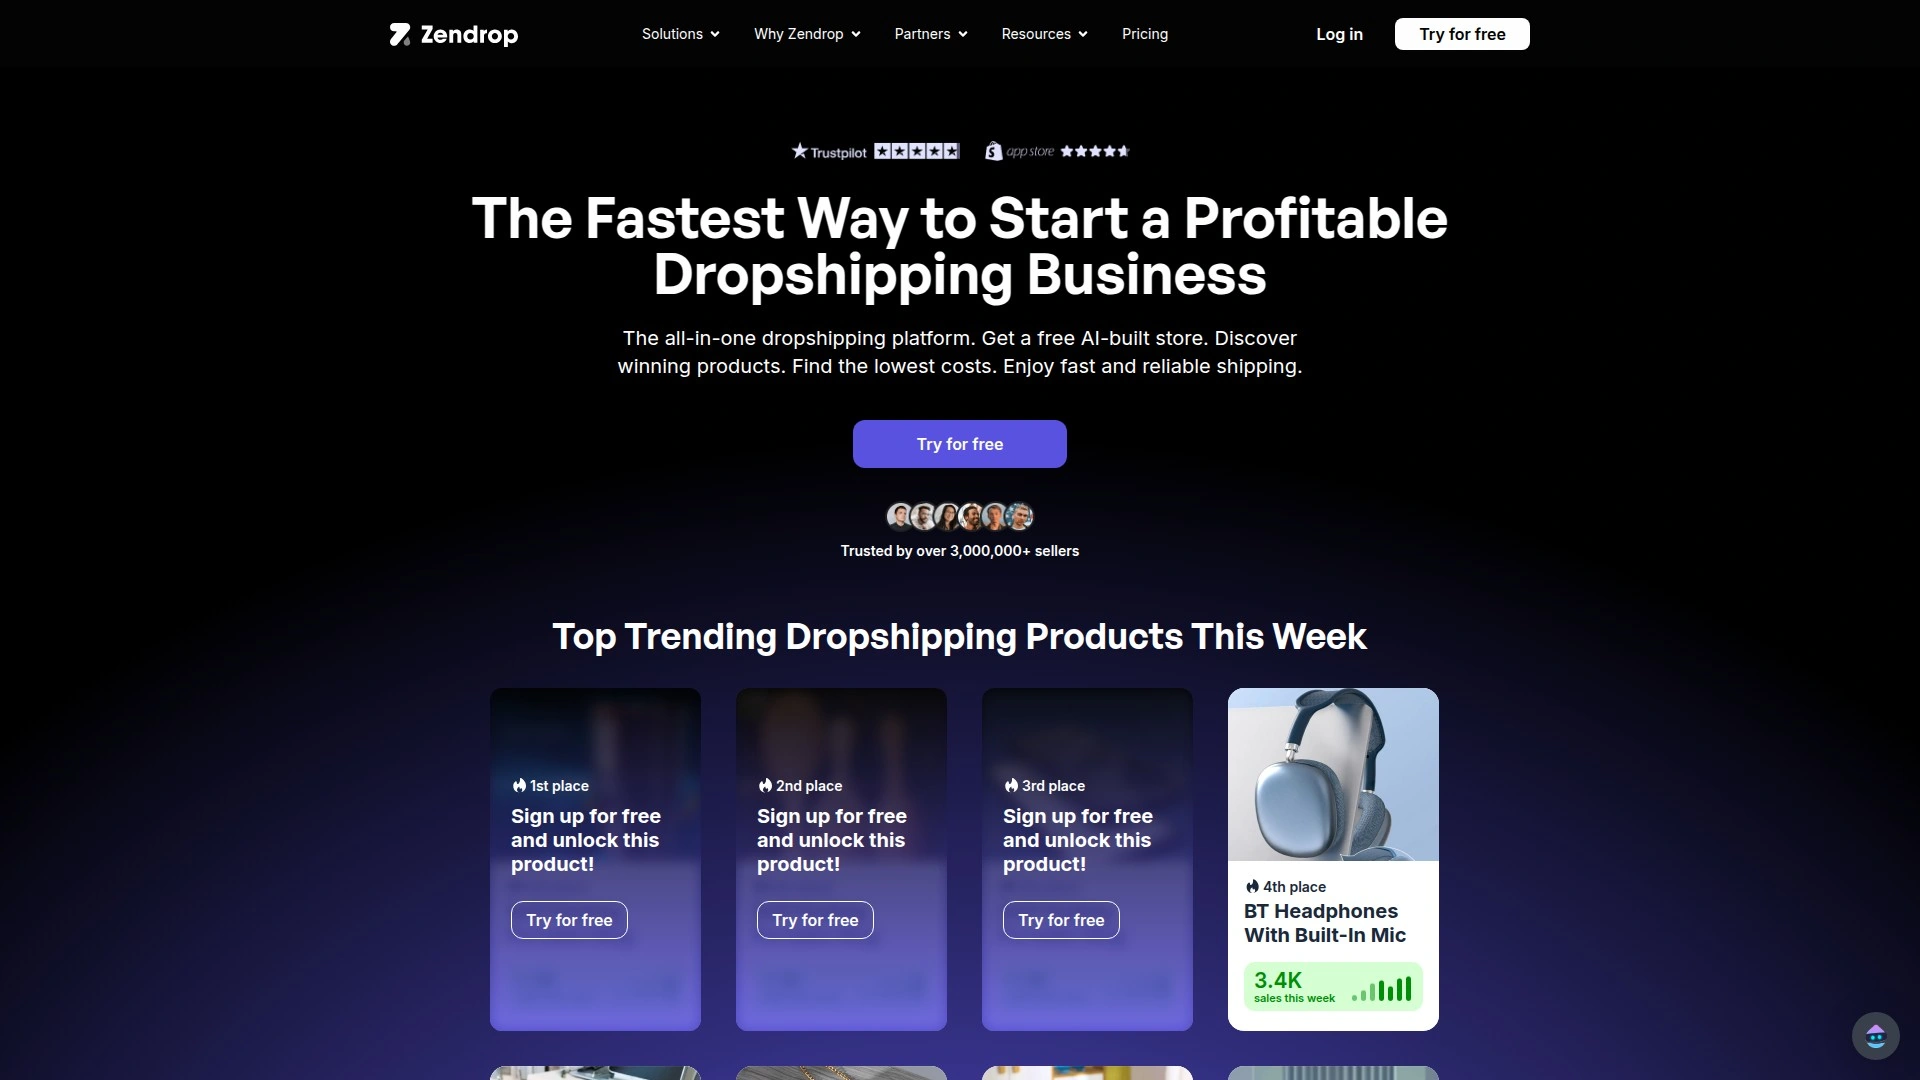 Zendrop
Solutions
Why Zendrop
Partners
Resources
Pricing
Log in
Try for free
Trustpilot
app store
The Fastest Way to Start a Profitable
Dropshipping Business
The all-in-one dropshipping platform. Get a free AI-built store. Discover
winning products. Find the lowest costs. Enjoy fast and reliable shipping.
Try for free
Trusted by over 3,000,000+ sellers
Top Trending Dropshipping Products This Week
1st place
Sign up for free
and unlock this
product!
Try for free
2nd place
Sign up for free
and unlock this
product!
Try for free
3rd place
Sign up for free
and unlock this
product!
Try for free
4th place
BT Headphones
With Built-In Mic
3.4K
sales this week